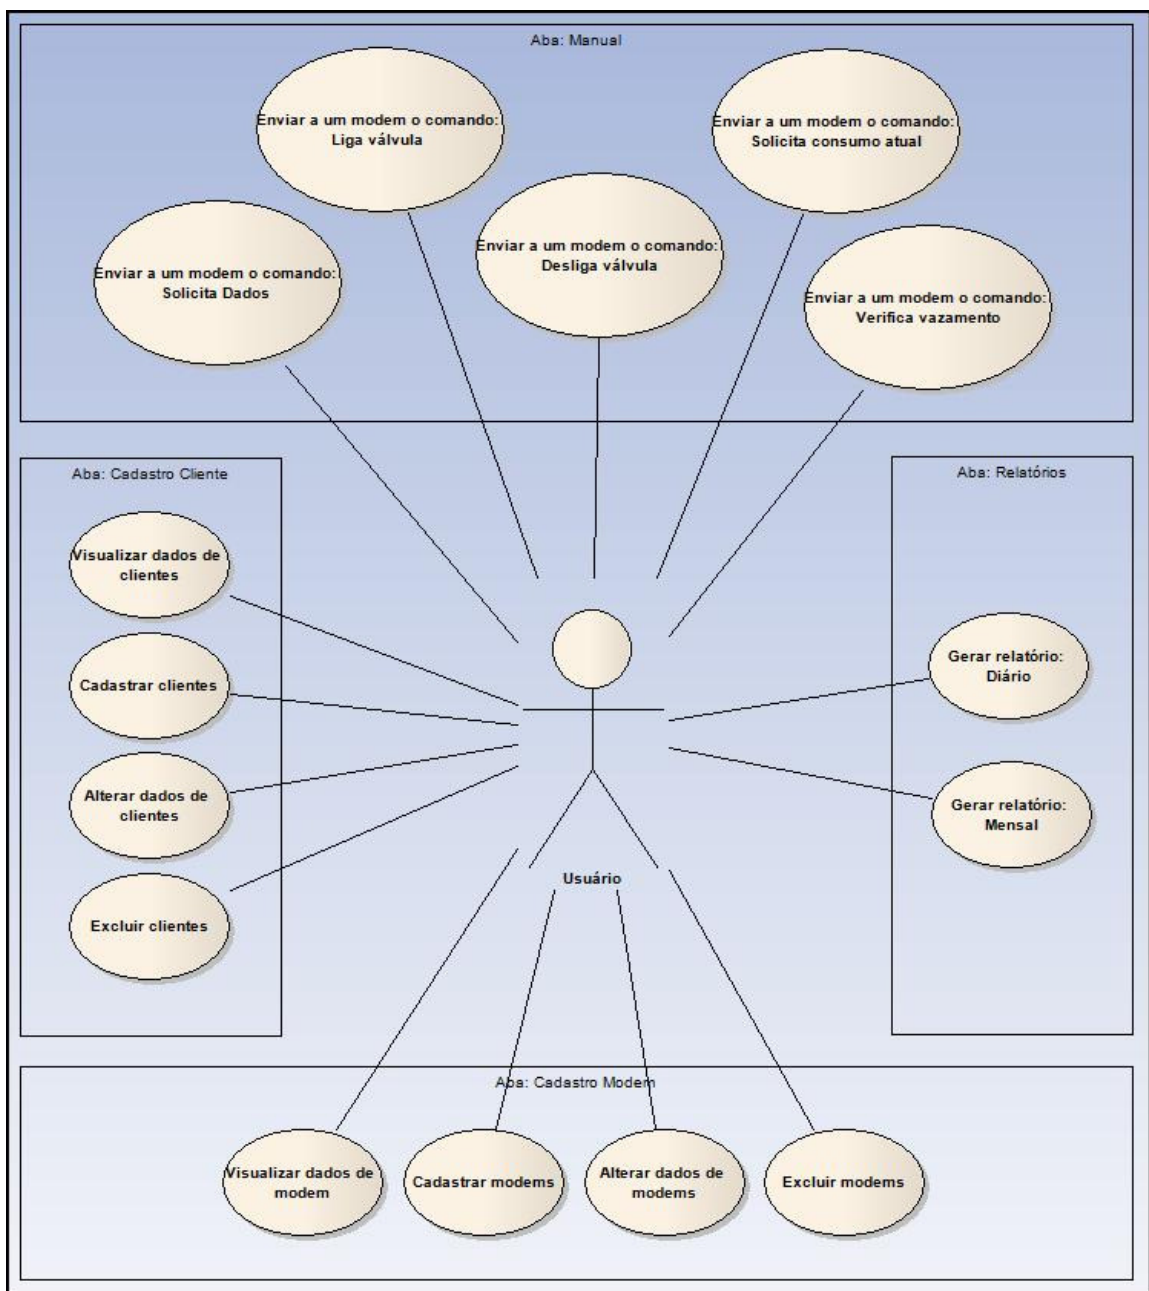 Aba: Manual
Enviar a um modem o comando:
Liga válvula
Enviar a um modem o comando:
Solicita consumo atual
Enviar a um modem o comando:
Desliga válvula
Enviar a um modem o comando:
Solicita Dados
Enviar a um modem o comando:
Verifica vazamento
Aba: Cadastro Cliente
Visualizar dados de
clientes
Cadastrar clientes
Alterar dados de
clientes
Excluir clientes
Aba: Relatórios
Gerar relatório:
Diário
Gerar relatório:
Mensal
Usuário
Aba: Cadastro Modem
Visualizar dados de
modem
Cadastrar modems
Alterar dados de
modems
Excluir modems